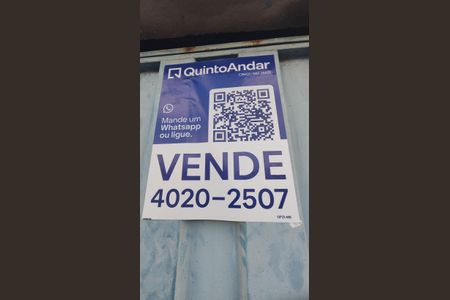 QuintoAndar
Mande um
Whatsapp
ou ligue.
VENDE
4020-2507